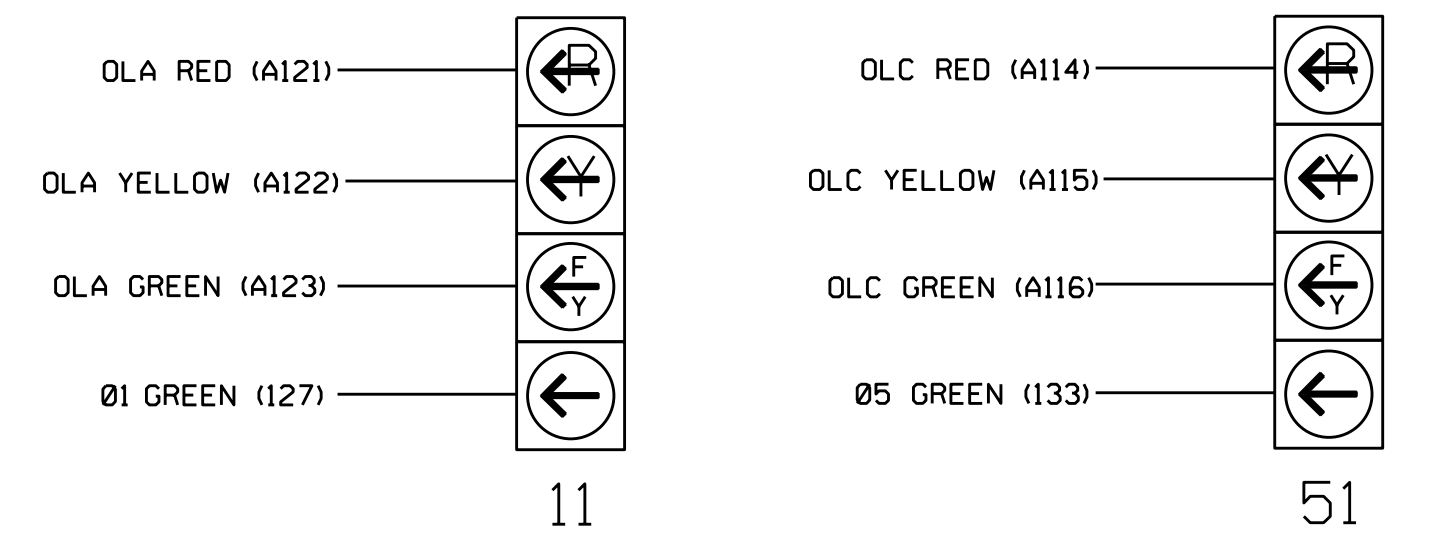 OLA RED (A121)
R
OLA YELLOW (A122)
Y
OLA GREEN (A123)
F
Y
Ø1 GREEN (127)
11
OLC RED (A114)
R
OLC YELLOW (A115)
Y
OLC GREEN (A116)
F
Y
Ø5 GREEN (133)
51